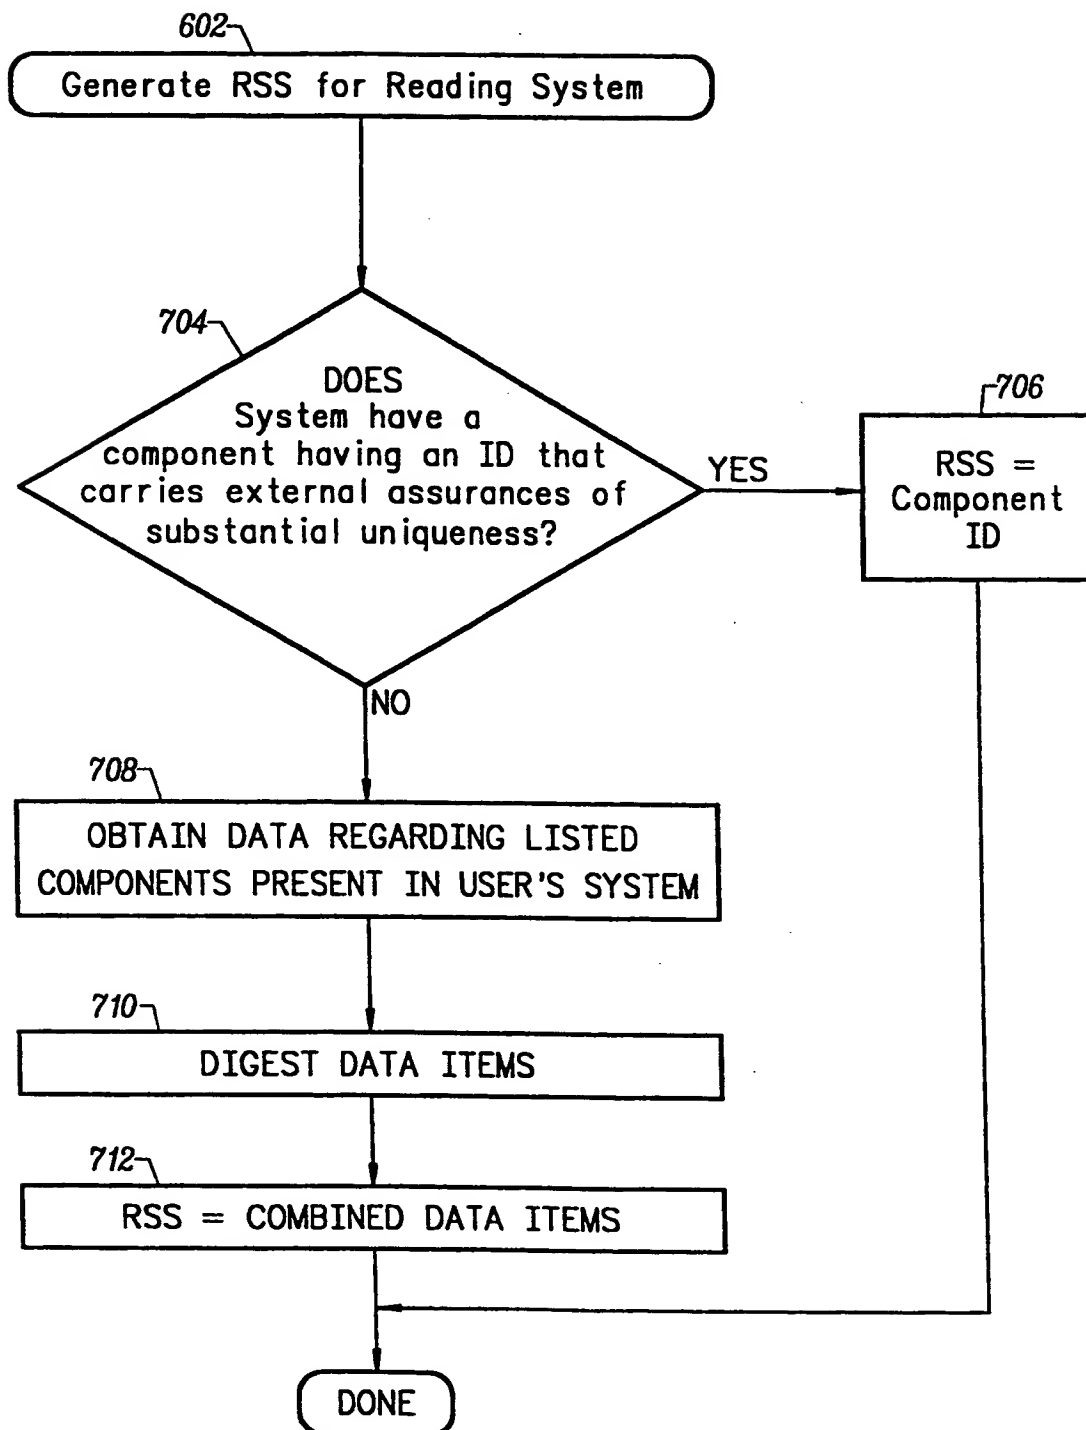 602
Generate RSS for Reading System
704
DOES
System have a
component having an ID that
carries external assurances of
substantial uniqueness?
YES
706
RSS =
Component
ID
NO
708
OBTAIN DATA REGARDING LISTED
COMPONENTS PRESENT IN USER'S SYSTEM
710
DIGEST DATA ITEMS
712
RSS = COMBINED DATA ITEMS
DONE